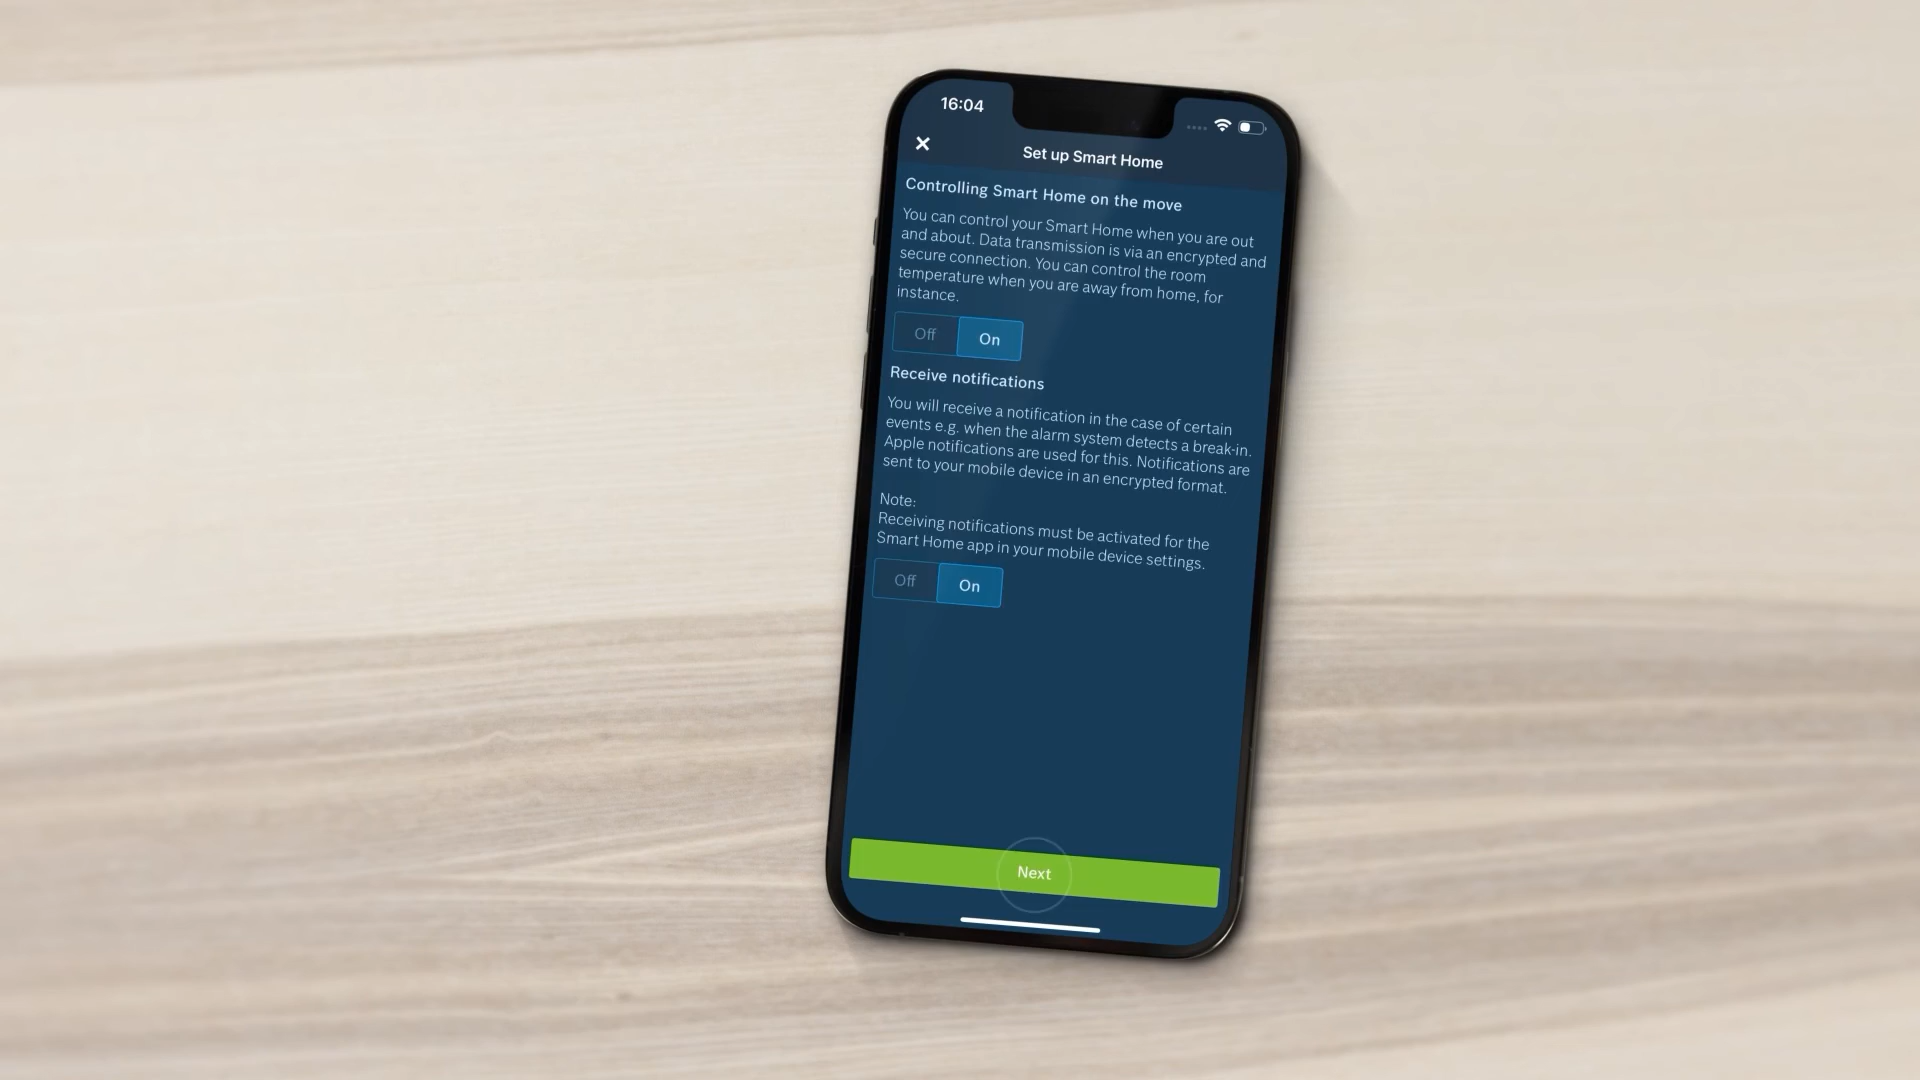 16:04
Set up Smart Home
Controlling Smart Home on the move
You can control your Smart Home when you are out
and about. Data transmission is via an encrypted and
secure connection. You can control the room
temperature when you are away from home, for
instance.
Off On
Receive notifications
You will receive a notification in the case of certain
events e.g. when the alarm system detects a break-in.
Apple notifications are used for this. Notifications are
sent to your mobile device in an encrypted format.
Note:
Receiving notifications must be activated for the
Smart Home app in your mobile device settings.
Off On
Next